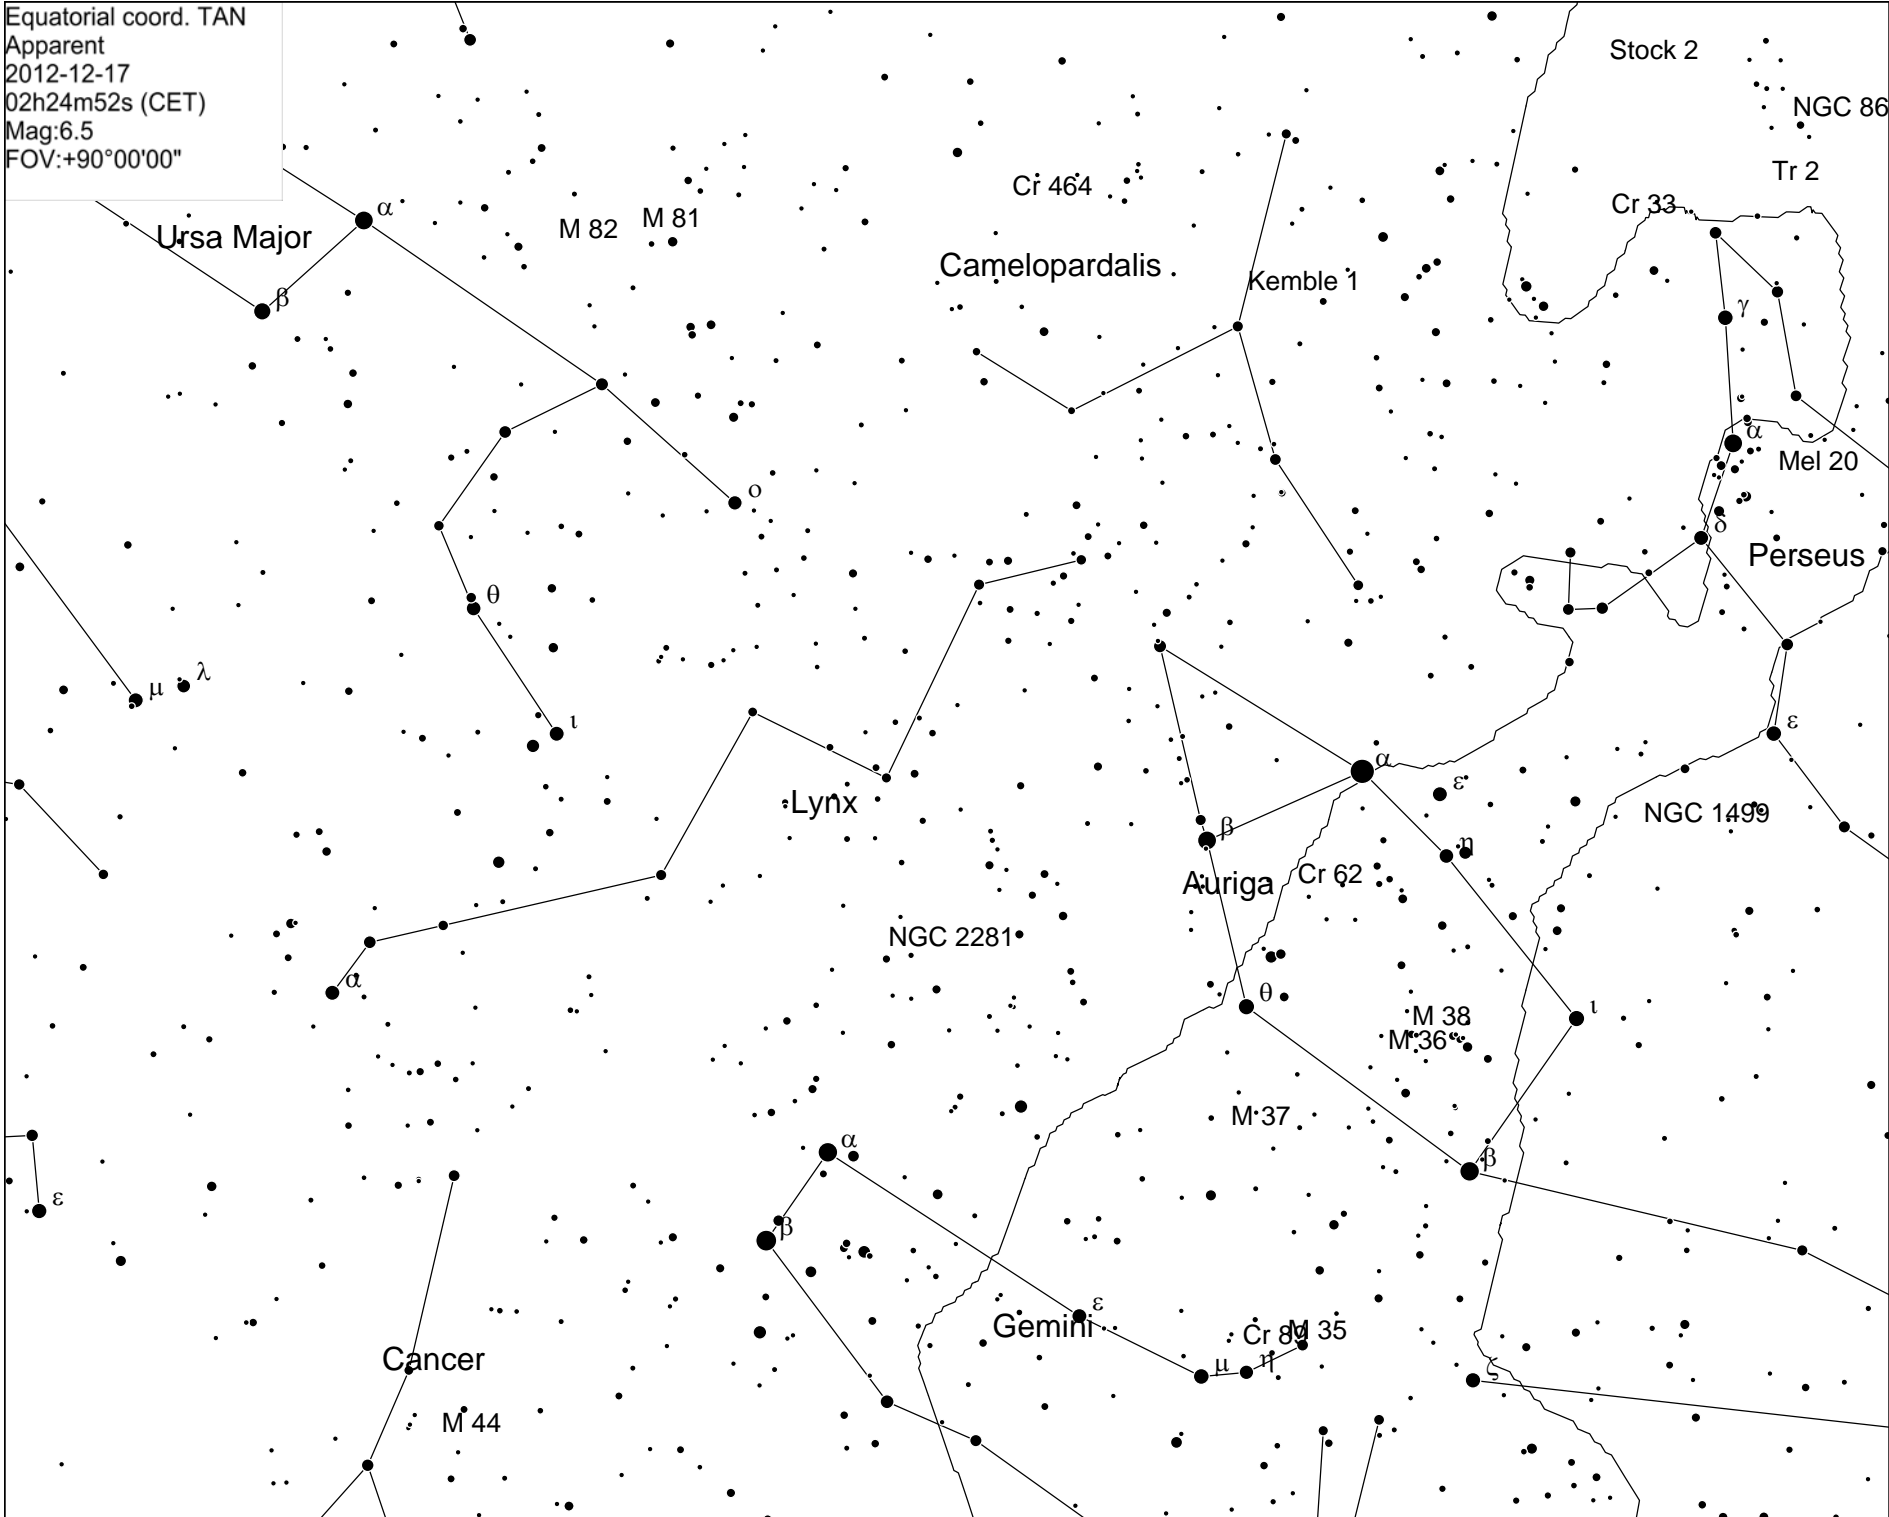 Equatorial coord. TAN
Apparent
2012-12-17
02h24m52s (CET)
Mag:6.5
FOV:+90°00'00"
Stock 2
NGC 86
Tr 2
Cr 464
Cr 33
α
M 82
M 81
Ursa Major
Camelopardalis
Kemble 1
β
γ
α
Mel 20
ο
δ
Perseus
θ
λ
μ
ι
ε
α
ε
Lynx
NGC 1499
β
η
Auriga
Cr 62
NGC 2281
α
θ
ι
M 38
M 36
M 37
α
β
ε
β
ε
Gemini
Cr 89
M 35
Cancer
μ
η
ζ
M 44